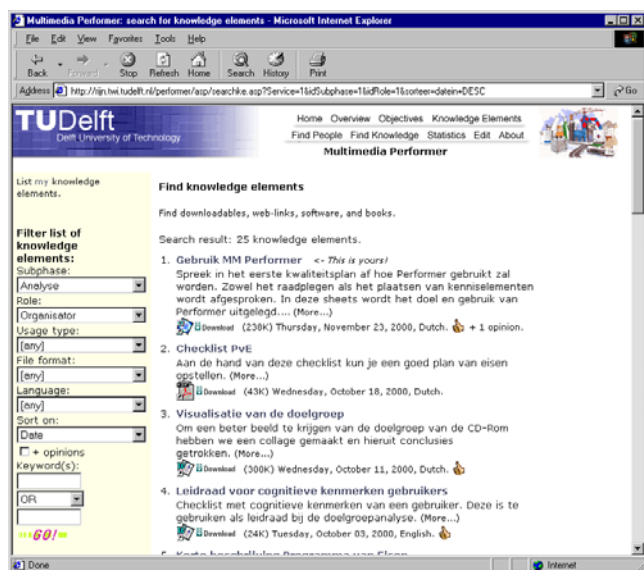 Multimedia Performer: search for knowledge elements - Microsoft Internet Explorer
File Edit View Favorites Tools Help
Back Forward Stop Refresh Home Search History Print
Address http://rijn.twi.tudelft.nl/performer/asp/searchke.asp?Service=1&idSubphase=1&idRole=1&sorteer=datein+DESC Go
TUDelft
Delft University of Technology
Home Overview Objectives Knowledge Elements
Find People Find Knowledge Statistics Edit About
Multimedia Performer
List my knowledge
elements.
Filter list of
knowledge
elements:
Subphase:
Analyse
Role:
Organisator
Usage type:
[any]
File format:
[any]
Language:
[any]
Sort on:
Date
+ opinions
Keyword(s):
OR
GO!
Find knowledge elements
Find downloadables, web-links, software, and books.
Search result: 25 knowledge elements.
1. Gebruik MM Performer <- This is yours!
Spreek in het eerste kwaliteitsplan af hoe Performer gebruikt zal
worden. Zowel het raadplegen als het plaatsen van kenniselementen
wordt afgesproken. In deze sheets wordt het doel en gebruik van
Performer uitgelegd.... (More...)
Download (238K) Thursday, November 23, 2000, Dutch. + 1 opinion.
2. Checklist PvE
Aan de hand van deze checklist kun je een goed plan van eisen
opstellen. (More...)
Download (43K) Wednesday, October 18, 2000, Dutch.
3. Visualisatie van de doelgroep
Om een beter beeld te krijgen van de doelgroep van de CD-Rom
hebben we een collage gemaakt en hieruit conclusies
getrokken. (More...)
Download (300K) Wednesday, October 11, 2000, Dutch.
4. Leidraad voor cognitieve kenmerken gebruikers
Checklist met cognitieve kenmerken van een gebruiker. Deze is te
gebruiken als leidraad bij de doelgroepanalyse. (More...)
Download (24K) Tuesday, October 03, 2000, English.
5. Korte beschrijving Programma van Eisen
Done Internet